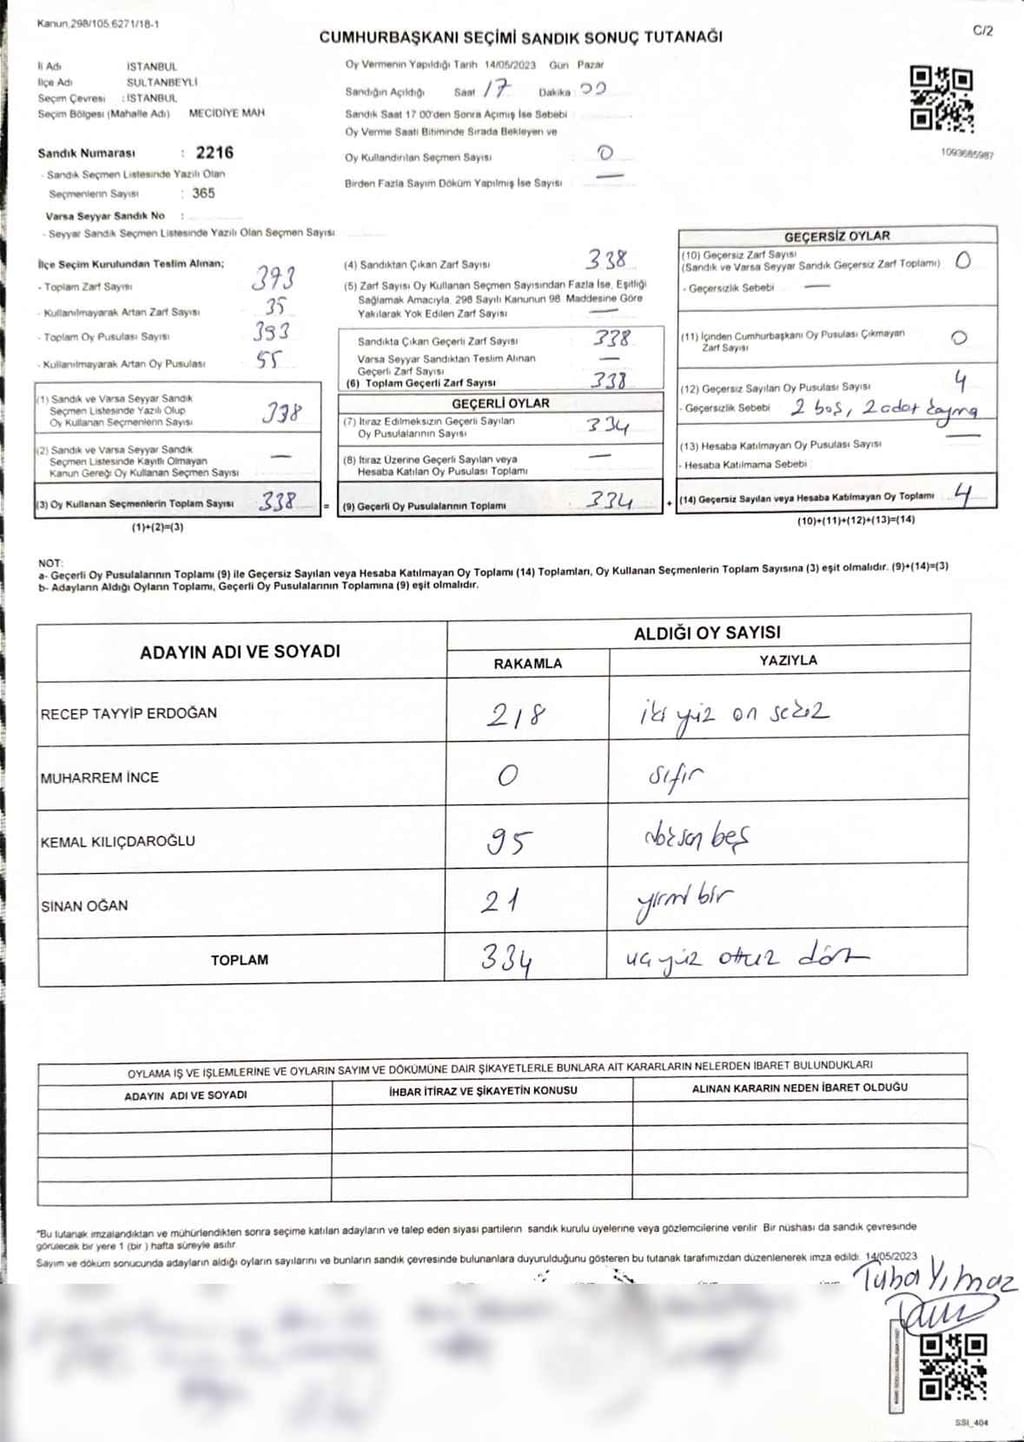 Kanun 298/105 6271/18-1
C/2
CUMHURBAŞKANI SEÇİMİ SANDIK SONUÇ TUTANAĞI
İl Adı İSTANBUL
İlçe Adı SULTANBEYLİ
Seçim Çevresi : İSTANBUL
Seçim Bölgesi (Mahalle Adı) MECİDİYE MAH
Sandık Numarası : 2216
- Sandık Seçmen Listesinde Yazılı Olan
Seçmenlerin Sayısı : 365
Varsa Seyyar Sandık No :
- Seyyar Sandık Seçmen Listesinde Yazılı Olan Seçmen Sayısı
Oy Vermenin Yapıldığı Tarih 14/05/2023 Gün Pazar
Sandığın Açıldığı Saat 17 Dakika 00
Sandık Saat 17 00'den Sonra Açımış İse Sebebi
Oy Verme Saati Bitiminde Sırada Bekleyen ve
Oy Kullandırılan Seçmen Sayısı 0
Birden Fazla Sayım Döküm Yapılmış İse Sayısı —
1093685987
İlçe Seçim Kurulundan Teslim Alınan;
- Toplam Zarf Sayısı 393
- Kullanılmayarak Artan Zarf Sayısı 35
- Toplam Oy Pusulası Sayısı 393
- Kullanılmayarak Artan Oy Pusulası 55
(1) Sandık ve Varsa Seyyar Sandık
Seçmen Listesinde Yazılı Olup
Oy Kullanan Seçmenlerin Sayısı 338
(2) Sandık ve Varsa Seyyar Sandık
Seçmen Listesinde Kayıtlı Olmayan
Kanun Gereği Oy Kullanan Seçmen Sayısı —
(3) Oy Kullanan Seçmenlerin Toplam Sayısı 338 =
(1)+(2)=(3)
(4) Sandıktan Çıkan Zarf Sayısı 338
(5) Zarf Sayısı Oy Kullanan Seçmen Sayısından Fazla İse, Eşitliği
Sağlamak Amacıyla, 298 Sayılı Kanunun 98 Maddesine Göre
Yakılarak Yok Edilen Zarf Sayısı —
Sandıkta Çıkan Geçerli Zarf Sayısı 338
Varsa Seyyar Sandıktan Teslim Alınan
Geçerli Zarf Sayısı —
(6) Toplam Geçerli Zarf Sayısı 338
GEÇERLİ OYLAR
(7) İtiraz Edilmeksizin Geçerli Sayılan
Oy Pusulalarının Sayısı 334
(8) İtiraz Üzerine Geçerli Sayılan veya
Hesaba Katılan Oy Pusulası Toplamı —
(9) Geçerli Oy Pusulalarının Toplamı 334 +
GEÇERSİZ OYLAR
(10) Geçersiz Zarf Sayısı
(Sandık ve Varsa Seyyar Sandık Geçersiz Zarf Toplamı) 0
- Geçersizlik Sebebi —
(11) İçinden Cumhurbaşkanı Oy Pusulası Çıkmayan
Zarf Sayısı 0
(12) Geçersiz Sayılan Oy Pusulası Sayısı 4
- Geçersizlik Sebebi 2 boş, 2 adet
(13) Hesaba Katılmayan Oy Pusulası Sayısı —
- Hesaba Katılmama Sebebi
(14) Geçersiz Sayılan veya Hesaba Katılmayan Oy Toplamı 4
(10)+(11)+(12)+(13)=(14)
NOT:
a- Geçerli Oy Pusulalarının Toplamı (9) ile Geçersiz Sayılan veya Hesaba Katılmayan Oy Toplamı (14) Toplamları, Oy Kullanan Seçmenlerin Toplam Sayısına (3) eşit olmalıdır. (9)+(14)=(3)
b- Adayların Aldığı Oyların Toplamı, Geçerli Oy Pusulalarının Toplamına (9) eşit olmalıdır.
ADAYIN ADI VE SOYADI
ALDIĞI OY SAYISI
RAKAMLA YAZIYLA
RECEP TAYYİP ERDOĞAN 218 iki yüz on sekiz
MUHARREM İNCE 0 sıfır
KEMAL KILIÇDAROĞLU 95 doksan beş
SİNAN OĞAN 21 yirmi bir
TOPLAM 334 üç yüz otuz dört
OYLAMA İŞ VE İŞLEMLERİNE VE OYLARIN SAYIM VE DÖKÜMÜNE DAİR ŞİKAYETLERLE BUNLARA AİT KARARLARIN NELERDEN İBARET BULUNDUKLARI
ADAYIN ADI VE SOYADI İHBAR İTİRAZ VE ŞİKAYETİN KONUSU ALINAN KARARIN NEDEN İBARET OLDUĞU
"Bu tutanak imzalandıktan ve mühürlendikten sonra seçime katılan adayların ve talep eden siyasi partilerin sandık kurulu üyelerine veya gözlemcilerine verilir Bir nüshası da sandık çevresinde
görülecek bir yere 1 (bir ) hafta süreyle asılır
Sayım ve döküm sonucunda adayların aldığı oyların sayılarını ve bunların sandık çevresinde bulunanlara duyurulduğunu gösteren bu tutanak tarafımızdan düzenlenerek imza edildi. 14/05/2023
Tuba Yılmaz
SSI_404